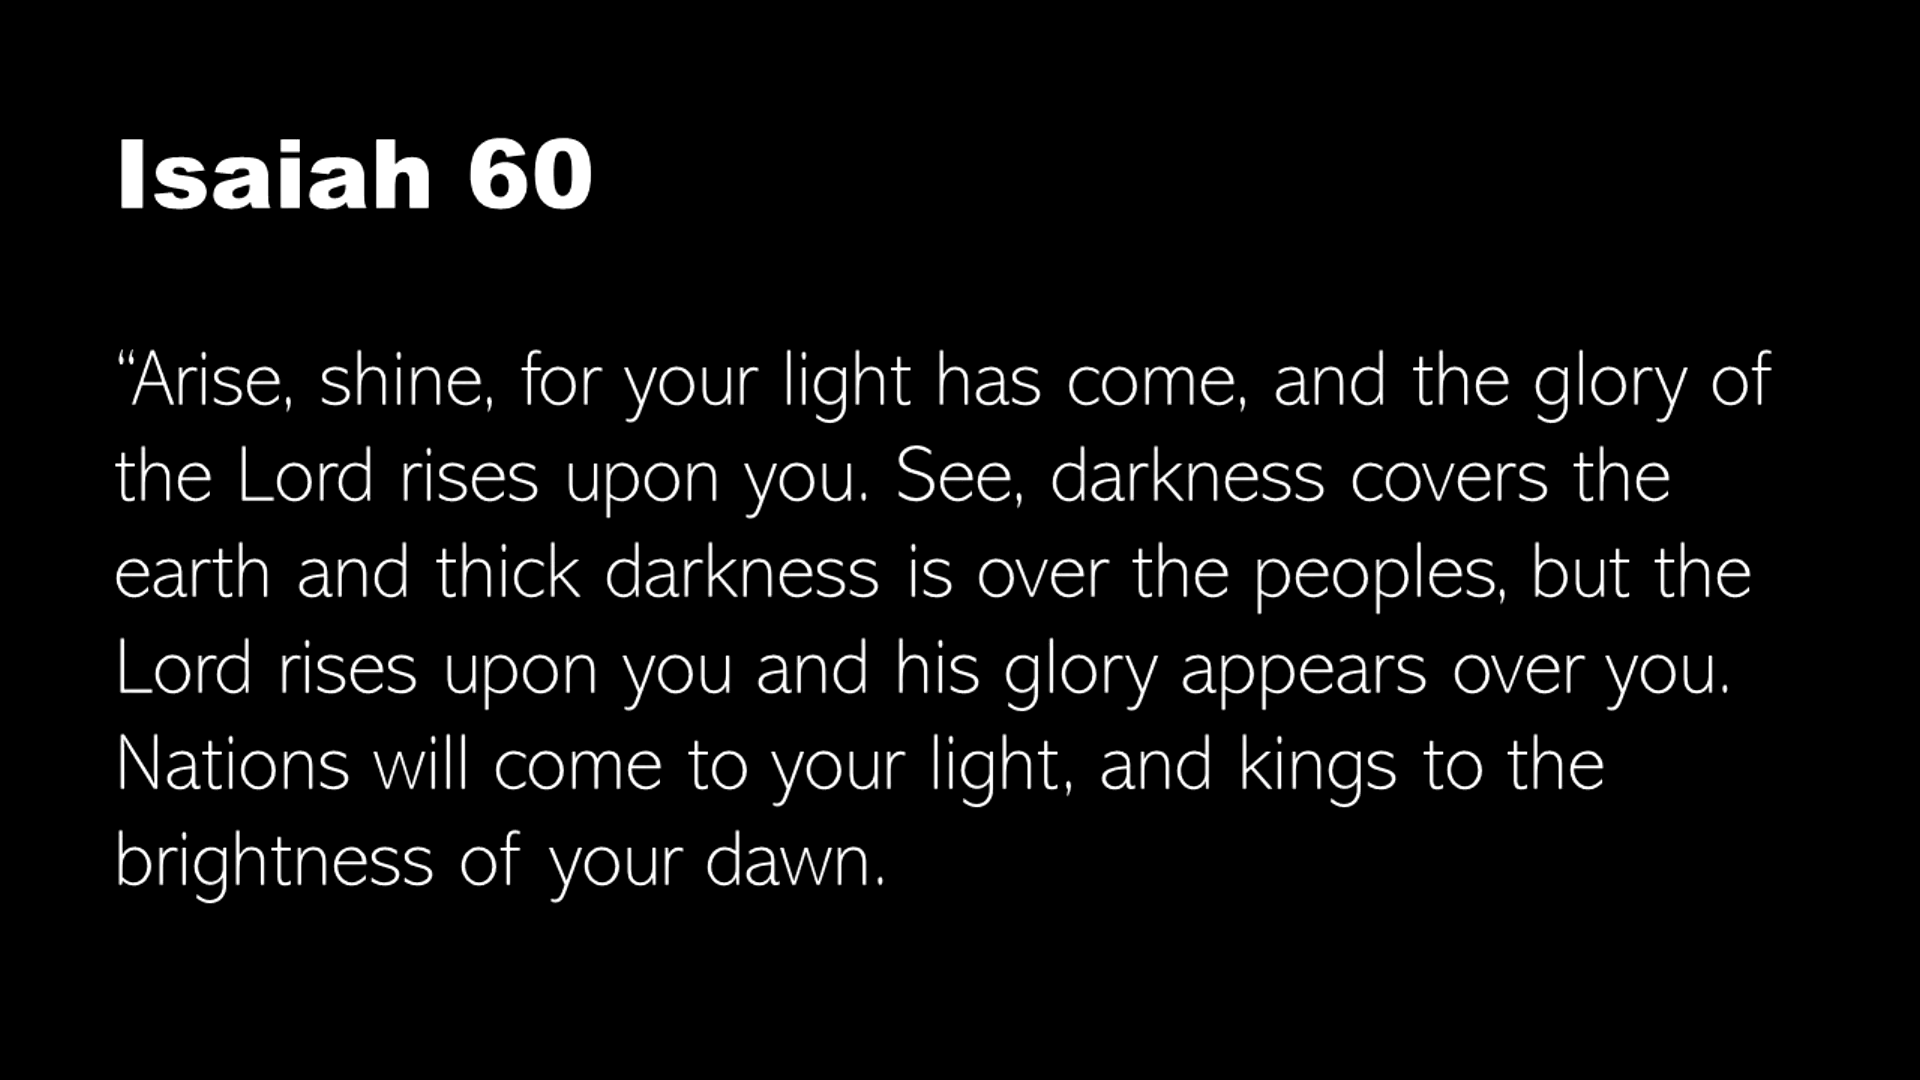 Isaiah 60
“Arise, shine, for your light has come, and the glory of
the Lord rises upon you. See, darkness covers the
earth and thick darkness is over the peoples, but the
Lord rises upon you and his glory appears over you.
Nations will come to your light, and kings to the
brightness of your dawn.